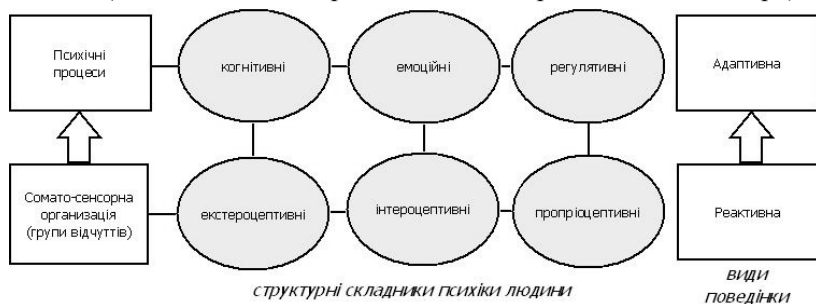 Психічні
процеси
когнітивні
емоційні
регулятивні
Адаптивна
Сомато-сенсорна
організація
(групи відчуттів)
екстероцептивні
інтероцептивні
пропріоцептивні
Реактивна
структурні складники психіки людини
види
поведінки